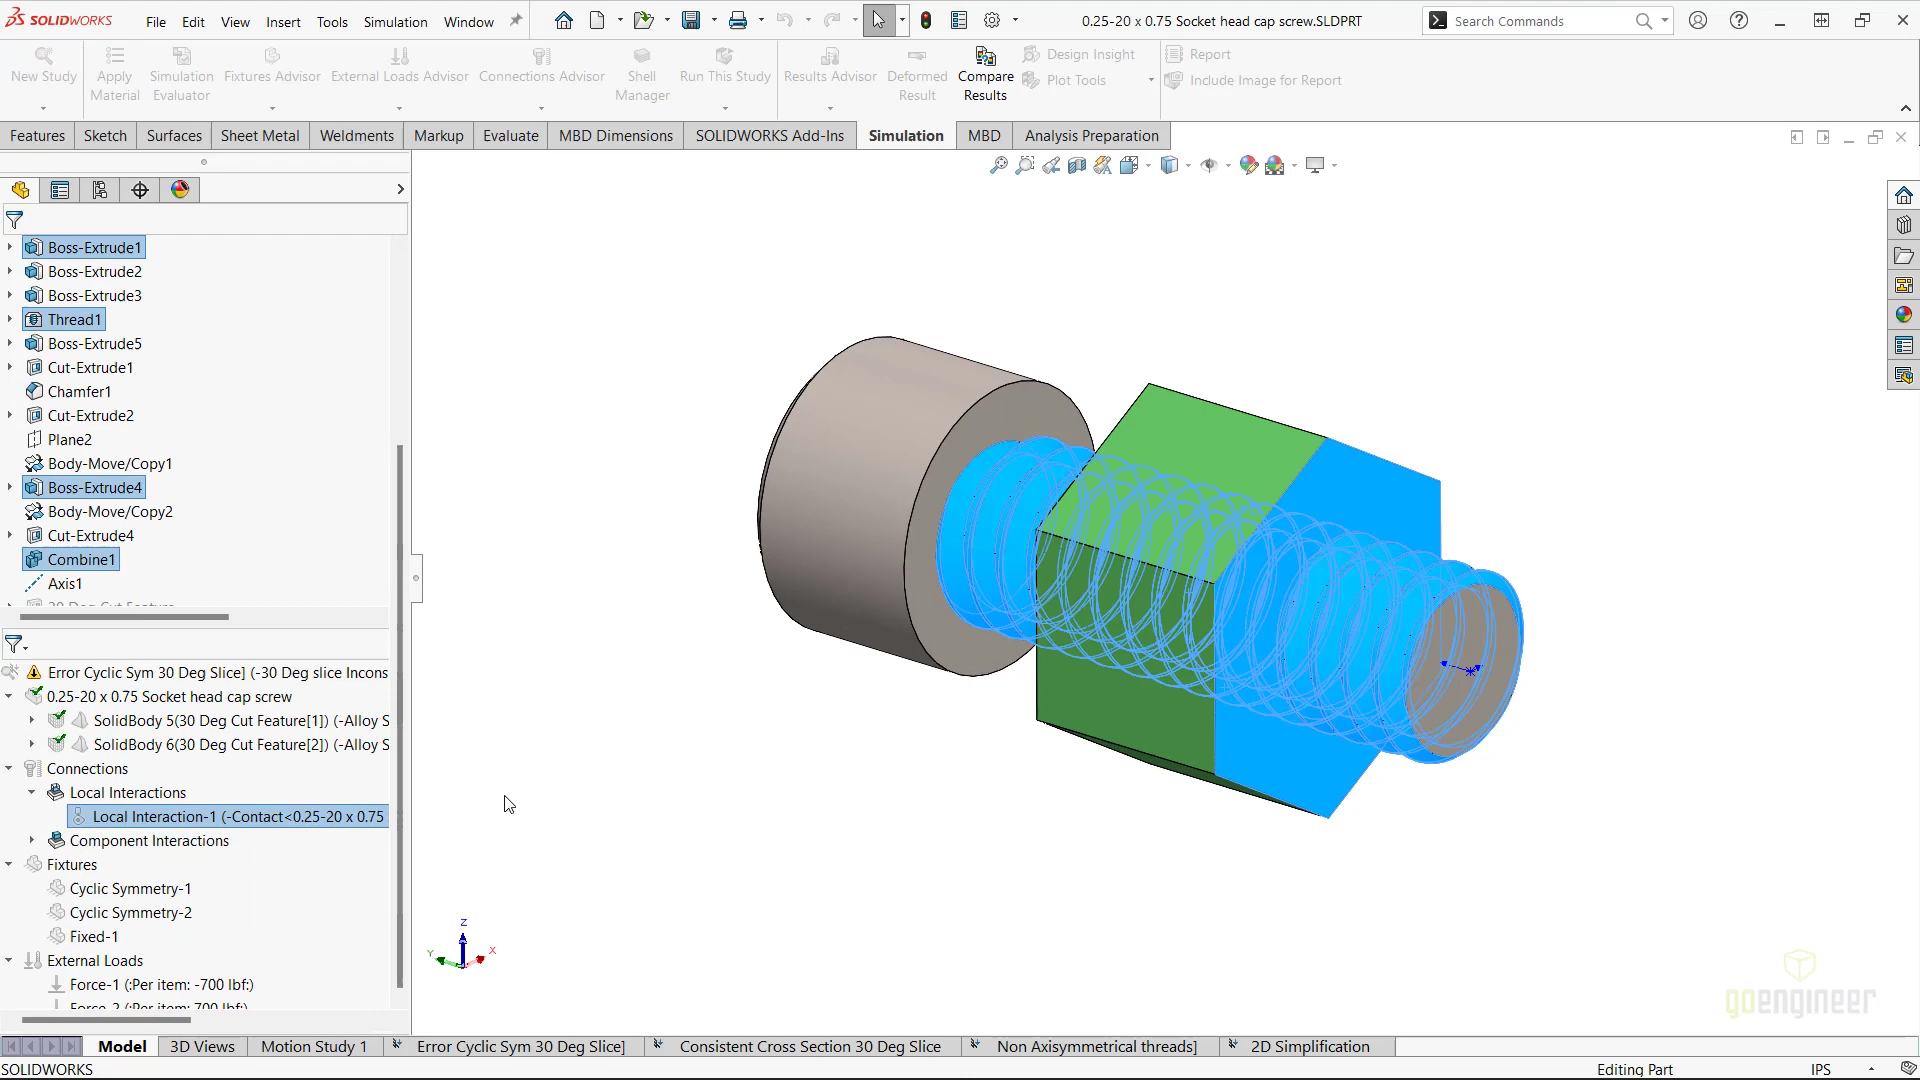 SOLIDWORKS
File Edit View Insert Tools Simulation Window
0.25-20 x 0.75 Socket head cap screw.SLDPRT
Search Commands
New Study
Apply Material
Simulation Evaluator
Fixtures Advisor
External Loads Advisor
Connections Advisor
Shell Manager
Run This Study
Results Advisor
Deformed Result
Compare Results
Design Insight
Plot Tools
Report
Include Image for Report
Features Sketch Surfaces Sheet Metal Weldments Markup Evaluate MBD Dimensions SOLIDWORKS Add-Ins Simulation MBD Analysis Preparation
Boss-Extrude1
Boss-Extrude2
Boss-Extrude3
Thread1
Boss-Extrude5
Cut-Extrude1
Chamfer1
Cut-Extrude2
Plane2
Body-Move/Copy1
Boss-Extrude4
Body-Move/Copy2
Cut-Extrude4
Combine1
Axis1
30 Deg Cut Feature
Error Cyclic Sym 30 Deg Slice] (-30 Deg slice Incons
0.25-20 x 0.75 Socket head cap screw
SolidBody 5(30 Deg Cut Feature[1]) (-Alloy S
SolidBody 6(30 Deg Cut Feature[2]) (-Alloy S
Connections
Local Interactions
Local Interaction-1 (-Contact<0.25-20 x 0.75
Component Interactions
Fixtures
Cyclic Symmetry-1
Cyclic Symmetry-2
Fixed-1
External Loads
Force-1 (:Per item: -700 lbf:)
Force-2 (:Per item: 700 lbf:)
Z
Y
X
goengineer
Model 3D Views Motion Study 1 Error Cyclic Sym 30 Deg Slice] Consistent Cross Section 30 Deg Slice Non Axisymmetrical threads] 2D Simplification
SOLIDWORKS
Editing Part
IPS